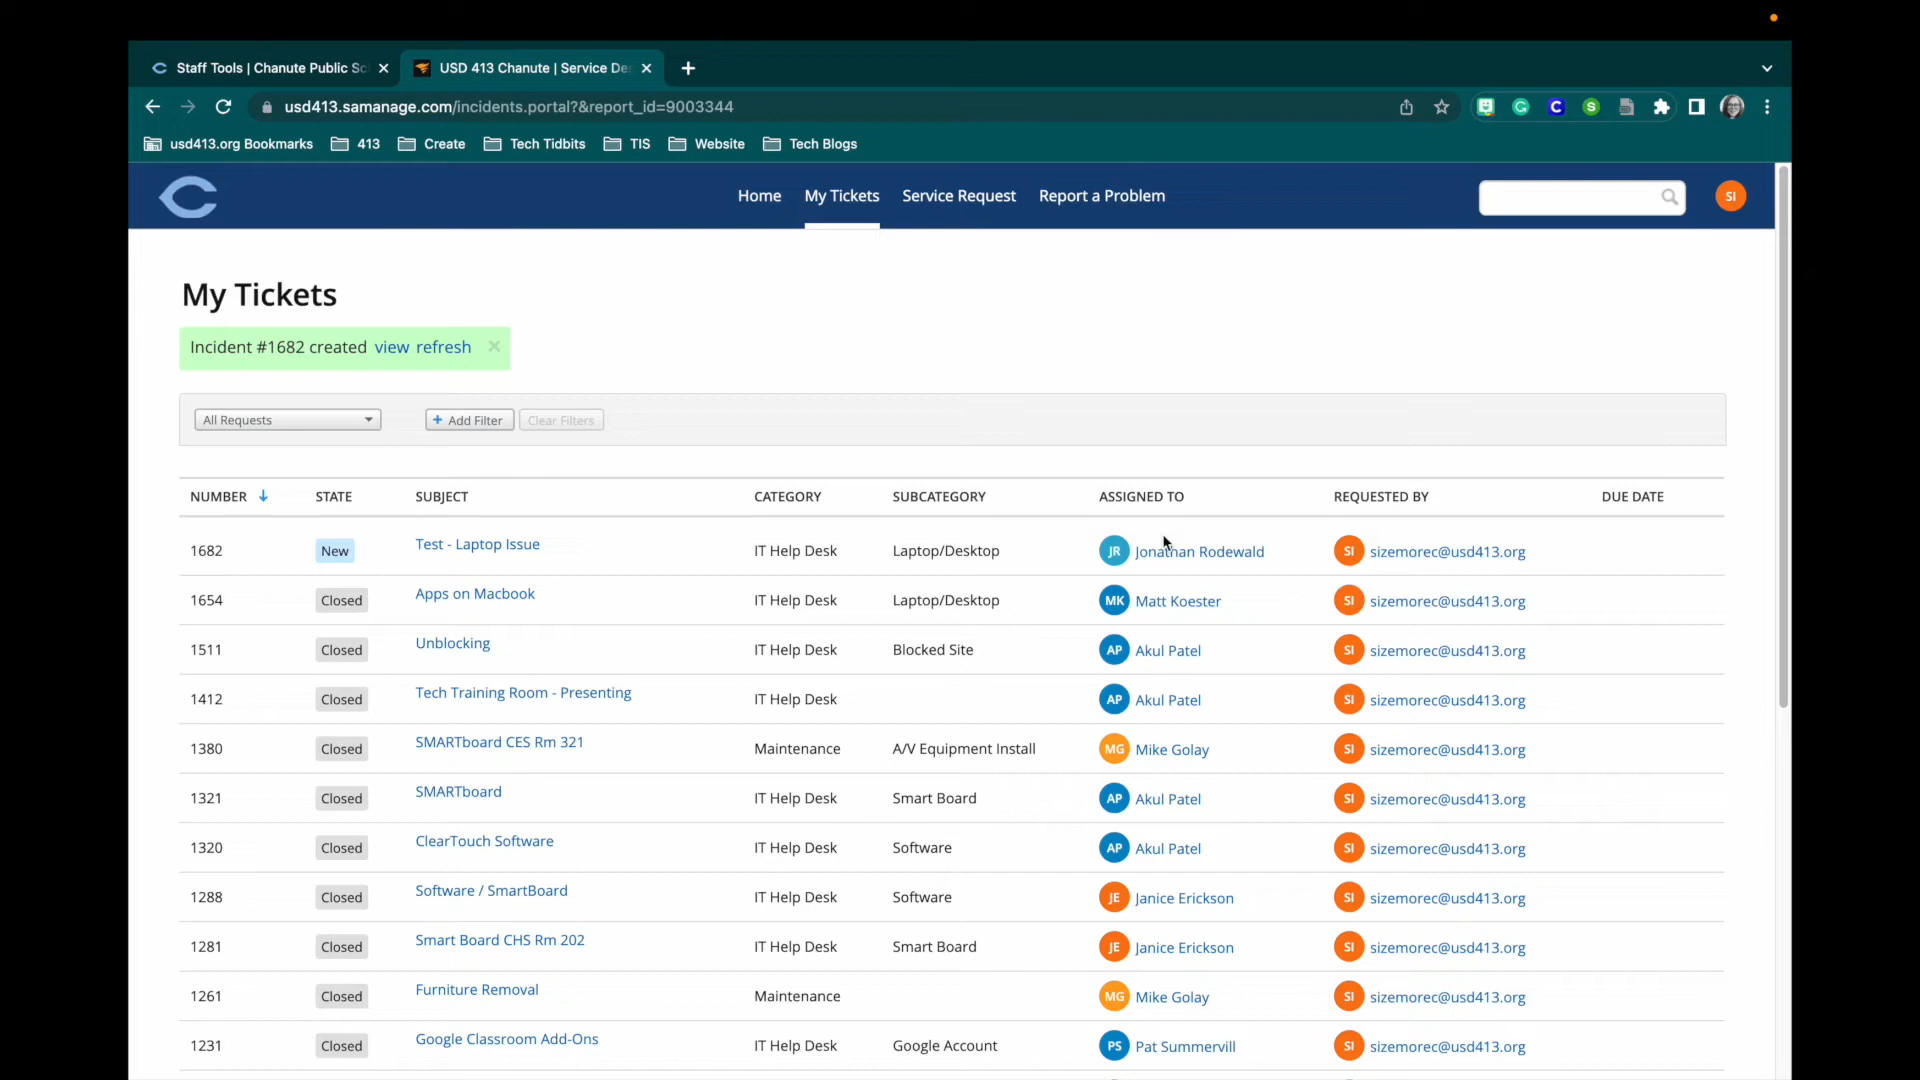 Staff Tools | Chanute Public Sc
USD 413 Chanute | Service De
usd413.samanage.com/incidents.portal?&report_id=9003344
usd413.org Bookmarks 413 Create Tech Tidbits TIS Website Tech Blogs
Home My Tickets Service Request Report a Problem SI
My Tickets
Incident #1682 created view refresh
All Requests + Add Filter Clear Filters
NUMBER STATE SUBJECT CATEGORY SUBCATEGORY ASSIGNED TO REQUESTED BY DUE DATE
1682 New Test - Laptop Issue IT Help Desk Laptop/Desktop JR Jonathan Rodewald SI sizemorec@usd413.org
1654 Closed Apps on Macbook IT Help Desk Laptop/Desktop MK Matt Koester SI sizemorec@usd413.org
1511 Closed Unblocking IT Help Desk Blocked Site AP Akul Patel SI sizemorec@usd413.org
1412 Closed Tech Training Room - Presenting IT Help Desk AP Akul Patel SI sizemorec@usd413.org
1380 Closed SMARTboard CES Rm 321 Maintenance A/V Equipment Install MG Mike Golay SI sizemorec@usd413.org
1321 Closed SMARTboard IT Help Desk Smart Board AP Akul Patel SI sizemorec@usd413.org
1320 Closed ClearTouch Software IT Help Desk Software AP Akul Patel SI sizemorec@usd413.org
1288 Closed Software / SmartBoard IT Help Desk Software JE Janice Erickson SI sizemorec@usd413.org
1281 Closed Smart Board CHS Rm 202 IT Help Desk Smart Board JE Janice Erickson SI sizemorec@usd413.org
1261 Closed Furniture Removal Maintenance MG Mike Golay SI sizemorec@usd413.org
1231 Closed Google Classroom Add-Ons IT Help Desk Google Account PS Pat Summervill SI sizemorec@usd413.org